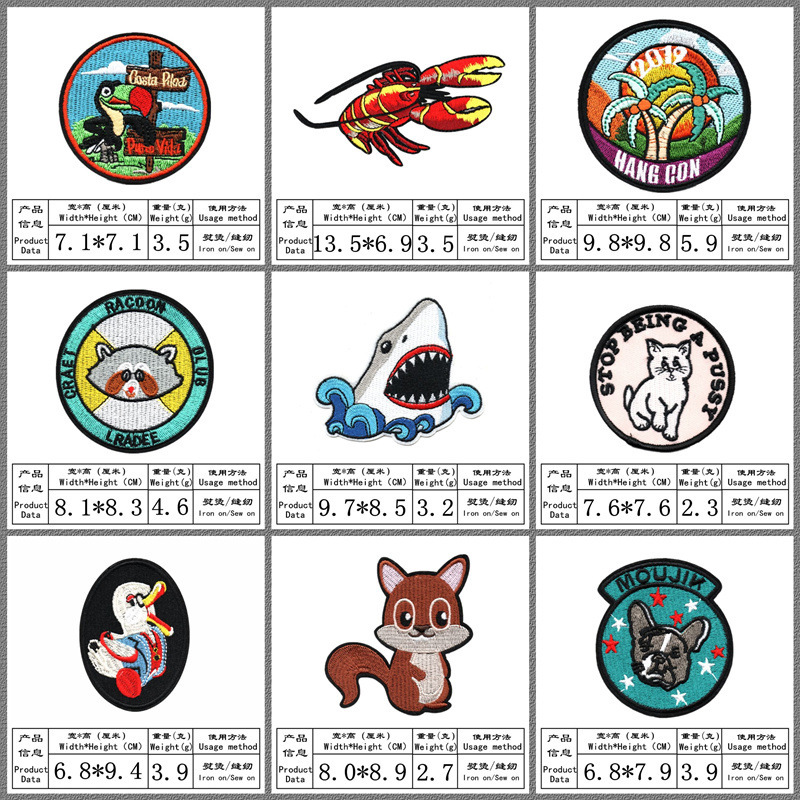 Costa Rica
Pura Vida
产品
信息
Product
Data
宽*高 (厘米)
Width*Height (CM)
7.1*7.1
重量(克)
Weight(g)
3.5
使用方法
Usage method
熨烫/缝纫
Iron on/Sew on
产品
信息
Product
Data
宽*高 (厘米)
Width*Height (CM)
13.5*6.9
重量(克)
Weight(g)
3.5
使用方法
Usage method
熨烫/缝纫
Iron on/Sew on
2019
HANG CON
产品
信息
Product
Data
宽*高 (厘米)
Width*Height (CM)
9.8*9.8
重量(克)
Weight(g)
5.9
使用方法
Usage method
熨烫/缝纫
Iron on/Sew on
RACOON
OLUB
CRAET
LRADEE
产品
信息
Product
Data
宽*高 (厘米)
Width*Height (CM)
8.1*8.3
重量(克)
Weight(g)
4.6
使用方法
Usage method
熨烫/缝纫
Iron on/Sew on
产品
信息
Product
Data
宽*高 (厘米)
Width*Height (CM)
9.7*8.5
重量(克)
Weight(g)
3.2
使用方法
Usage method
熨烫/缝纫
Iron on/Sew on
STOP BEING A PUSST
产品
信息
Product
Data
宽*高 (厘米)
Width*Height (CM)
7.6*7.6
重量(克)
Weight(g)
2.3
使用方法
Usage method
熨烫/缝纫
Iron on/Sew on
产品
信息
Product
Data
宽*高 (厘米)
Width*Height (CM)
6.8*9.4
重量(克)
Weight(g)
3.9
使用方法
Usage method
熨烫/缝纫
Iron on/Sew on
产品
信息
Product
Data
宽*高 (厘米)
Width*Height (CM)
8.0*8.9
重量(克)
Weight(g)
2.7
使用方法
Usage method
熨烫/缝纫
Iron on/Sew on
产品
信息
Product
Data
宽*高 (厘米)
Width*Height (CM)
6.8*7.9
重量(克)
Weight(g)
3.9
使用方法
Usage method
熨烫/缝纫
Iron on/Sew on